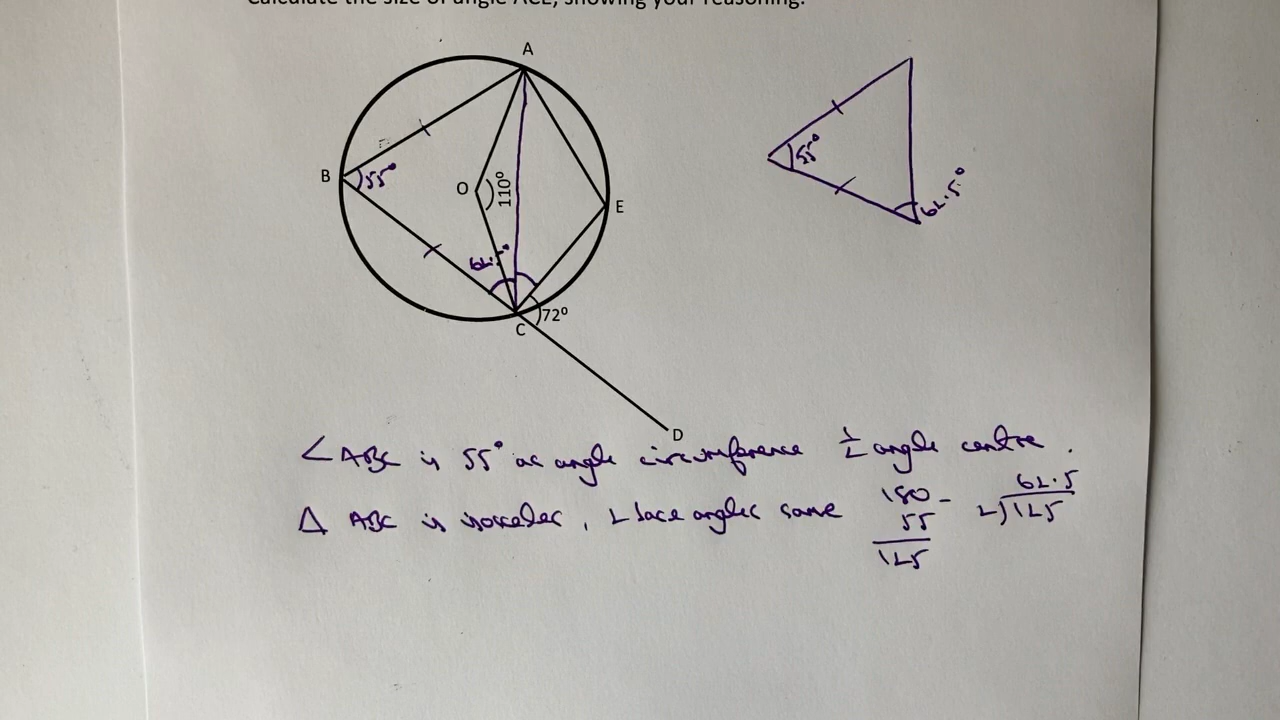 Calculate the size of angle ACE, showing your reasoning.
A
B
55°
O
110°
E
62.5°
72°
C
D
55°
62.5°
∠ABC is 55° as angle circumference ½ angle centre.
Δ ABC is isosceles, 2 base angles same
180 -
55
125
62.5
2)125